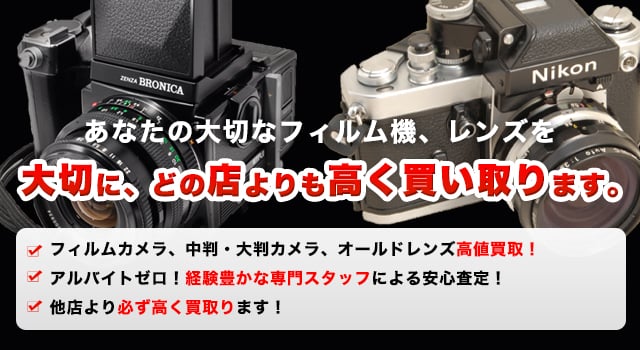 ZENZA BRONICA
Nikon
あなたの大切なフィルム機、レンズを
大切に、どの店よりも高く買い取ります。
フィルムカメラ、中判・大判カメラ、オールドレンズ高値買取！
アルバイトゼロ！経験豊かな専門スタッフによる安心査定！
他店より必ず高く買取ります！